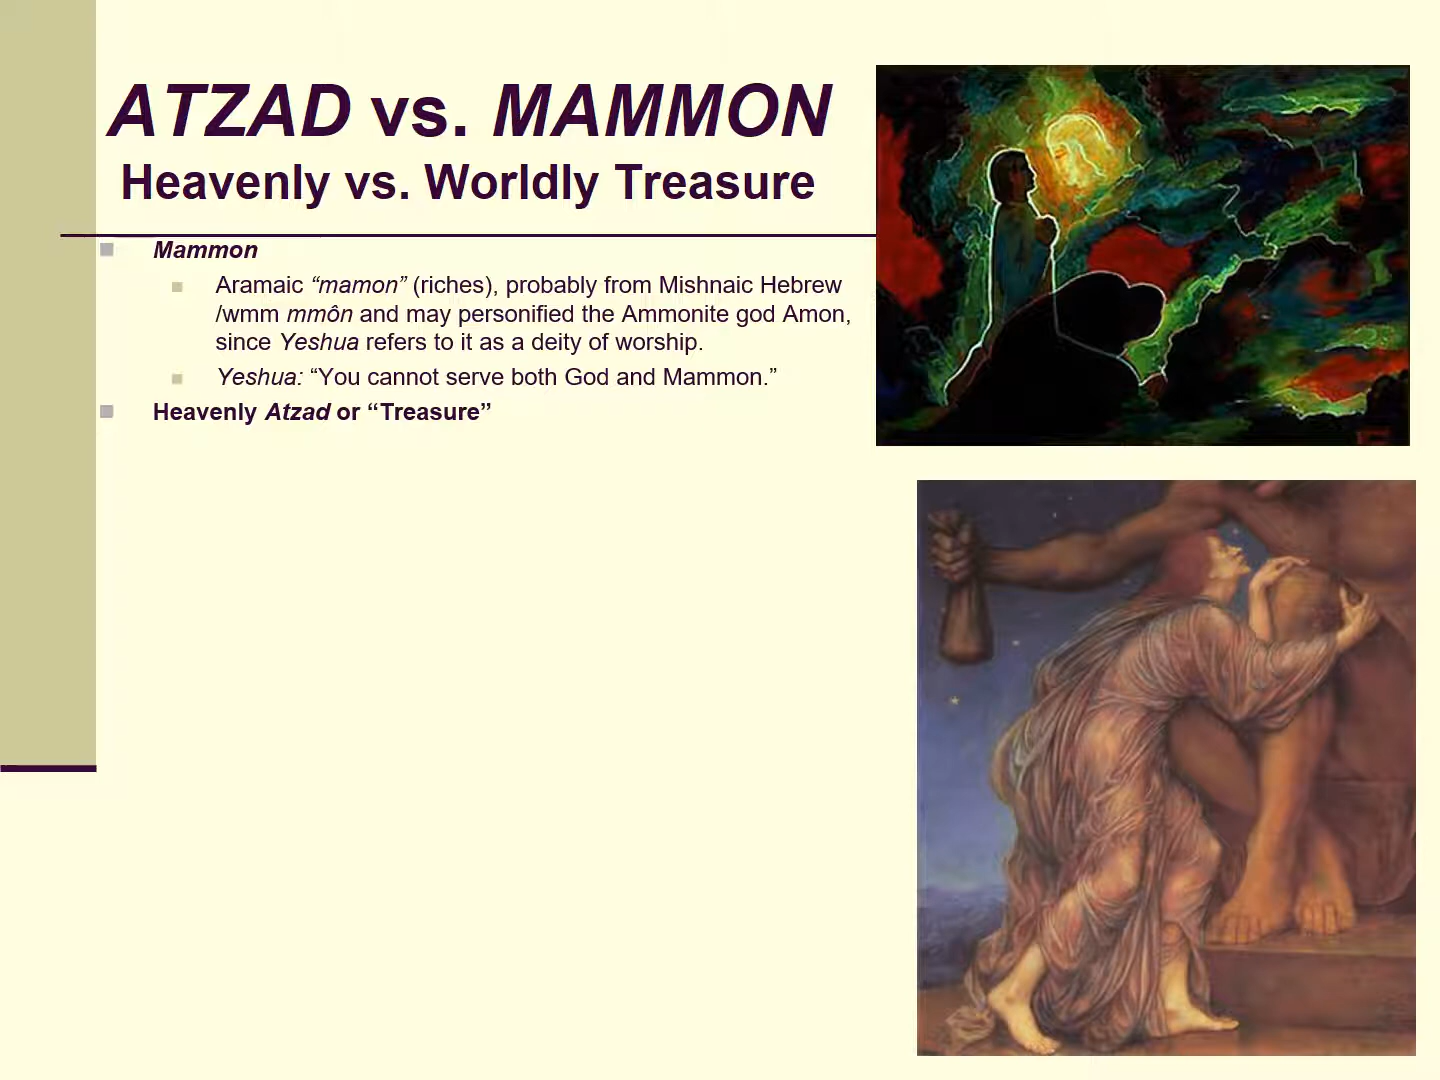 ATZAD vs. MAMMON
Heavenly vs. Worldly Treasure
Mammon
Aramaic “mamon” (riches), probably from Mishnaic Hebrew
/wmm mmôn and may personified the Ammonite god Amon,
since Yeshua refers to it as a deity of worship.
Yeshua: “You cannot serve both God and Mammon.”
Heavenly Atzad or “Treasure”